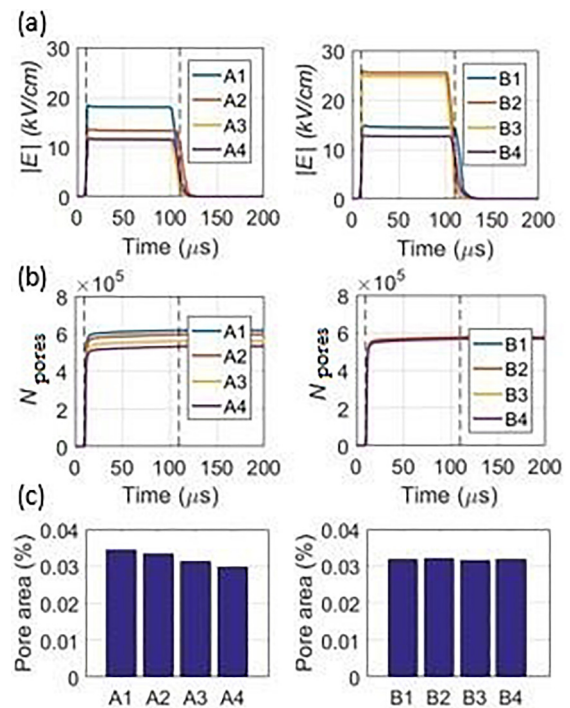 (a)
30
20
10
0
|E| (kV/cm)
A1
A2
A3
A4
0 50 100 150 200
Time (μs)
30
20
10
0
|E| (kV/cm)
B1
B2
B3
B4
0 50 100 150 200
Time (μs)
(b)
×10⁵
8
6
4
2
0
N pores
A1
A2
A3
A4
0 50 100 150 200
Time (μs)
×10⁵
8
6
4
2
0
N pores
B1
B2
B3
B4
0 50 100 150 200
Time (μs)
(c)
0.04
0.03
0.02
0.01
0
Pore area (%)
A1 A2 A3 A4
0.04
0.03
0.02
0.01
0
Pore area (%)
B1 B2 B3 B4